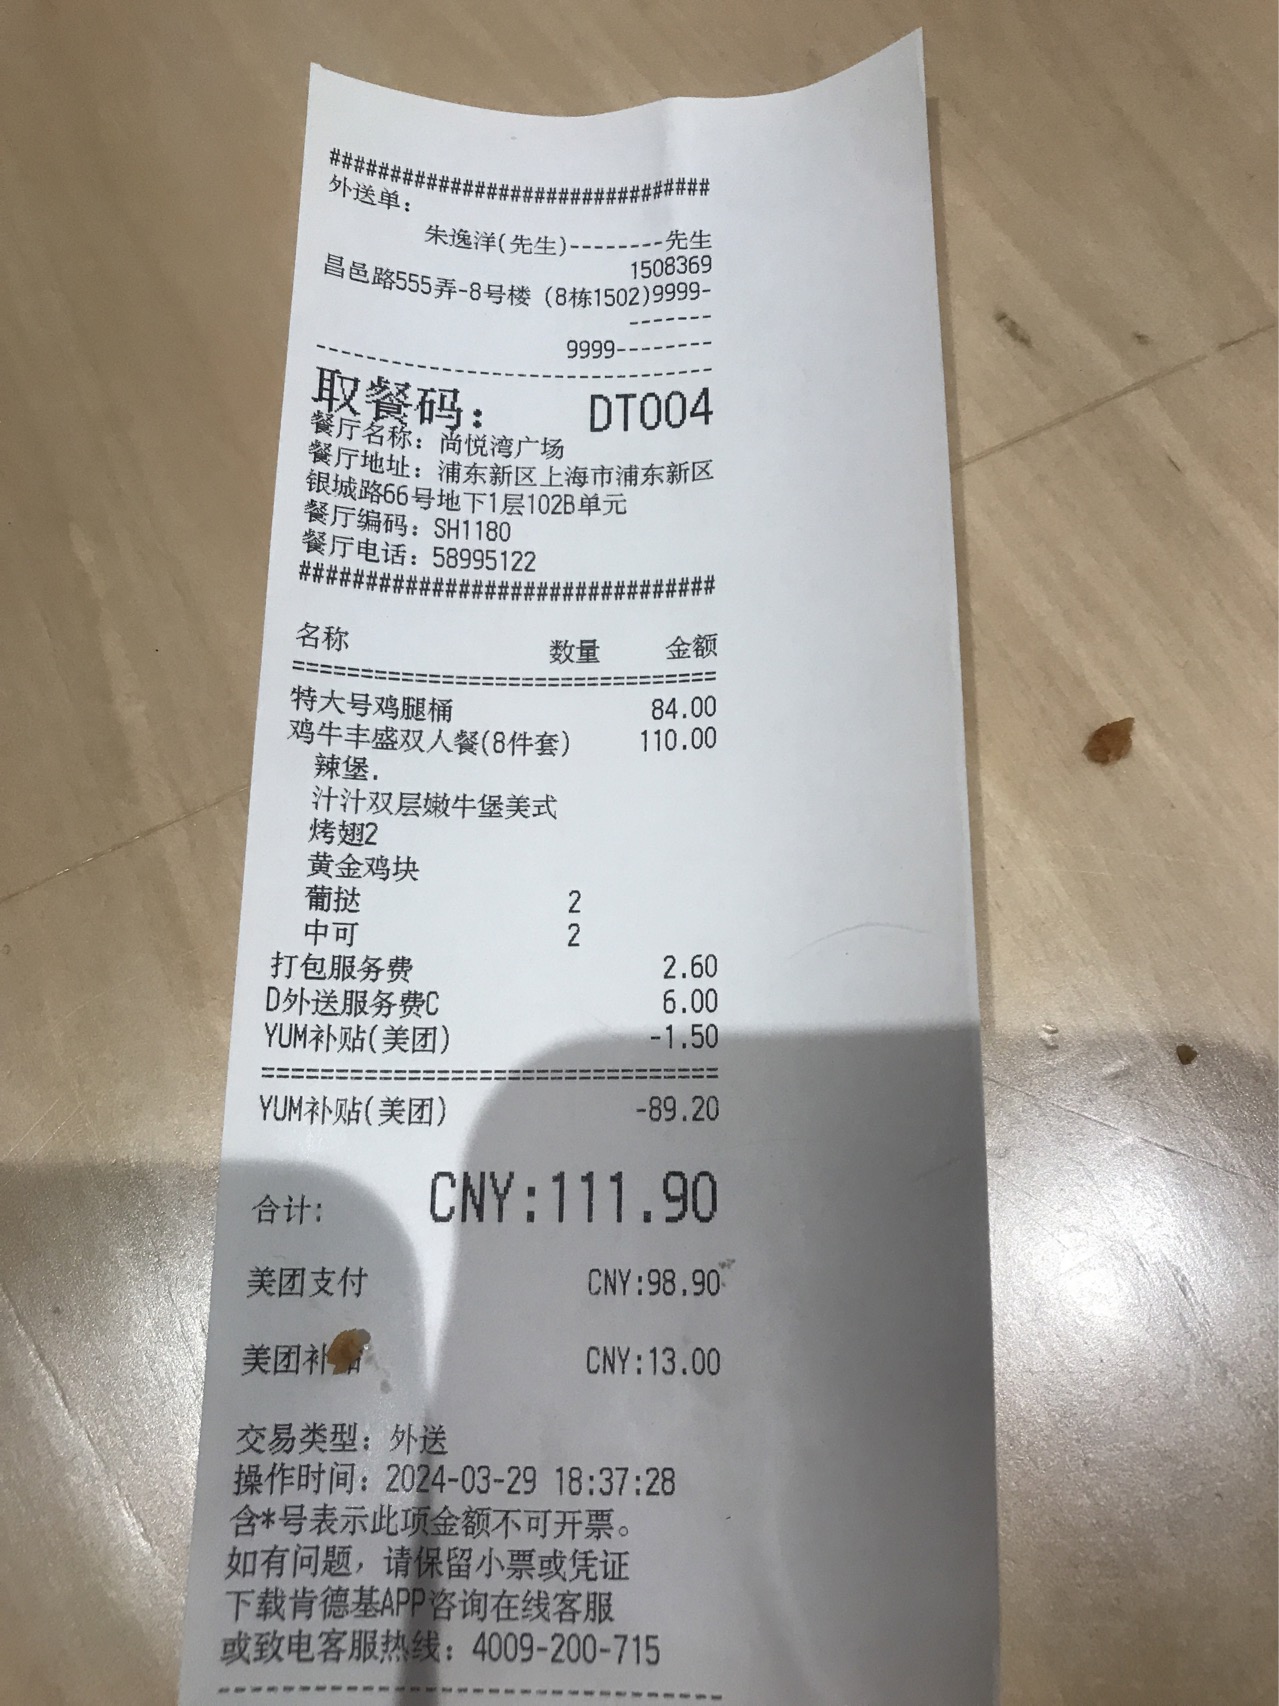 ###############################
外送单：
朱逸洋(先生)--------先生
1508369
昌邑路555弄-8号楼 (8栋1502)9999-
-------
9999--------
--------------------------------
取餐码： DT004
餐厅名称：尚悦湾广场
餐厅地址：浦东新区上海市浦东新区
银城路66号地下1层102B单元
餐厅编码：SH1180
餐厅电话：58995122
###############################
名称 数量 金额
===============================
特大号鸡腿桶 84.00
鸡牛丰盛双人餐(8件套) 110.00
辣堡.
汁汁双层嫩牛堡美式
烤翅2
黄金鸡块
葡挞 2
中可 2
打包服务费 2.60
D外送服务费C 6.00
YUM补贴(美团) -1.50
===============================
YUM补贴(美团) -89.20
合计: CNY:111.90
美团支付 CNY:98.90
美团补 CNY:13.00
交易类型：外送
操作时间：2024-03-29 18:37:28
含*号表示此项金额不可开票。
如有问题，请保留小票或凭证
下载肯德基APP咨询在线客服
或致电客服热线：4009-200-715
--------------------------------